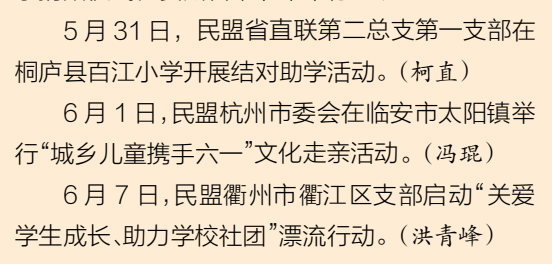 5月31日，民盟省直联第二总支第一支部在
桐庐县百江小学开展结对助学活动。（柯直）
6月1日，民盟杭州市委会在临安市太阳镇举
行“城乡儿童携手六一”文化走亲活动。（冯琨）
6月7日，民盟衢州市衢江区支部启动“关爱
学生成长、助力学校社团”漂流行动。（洪青峰）